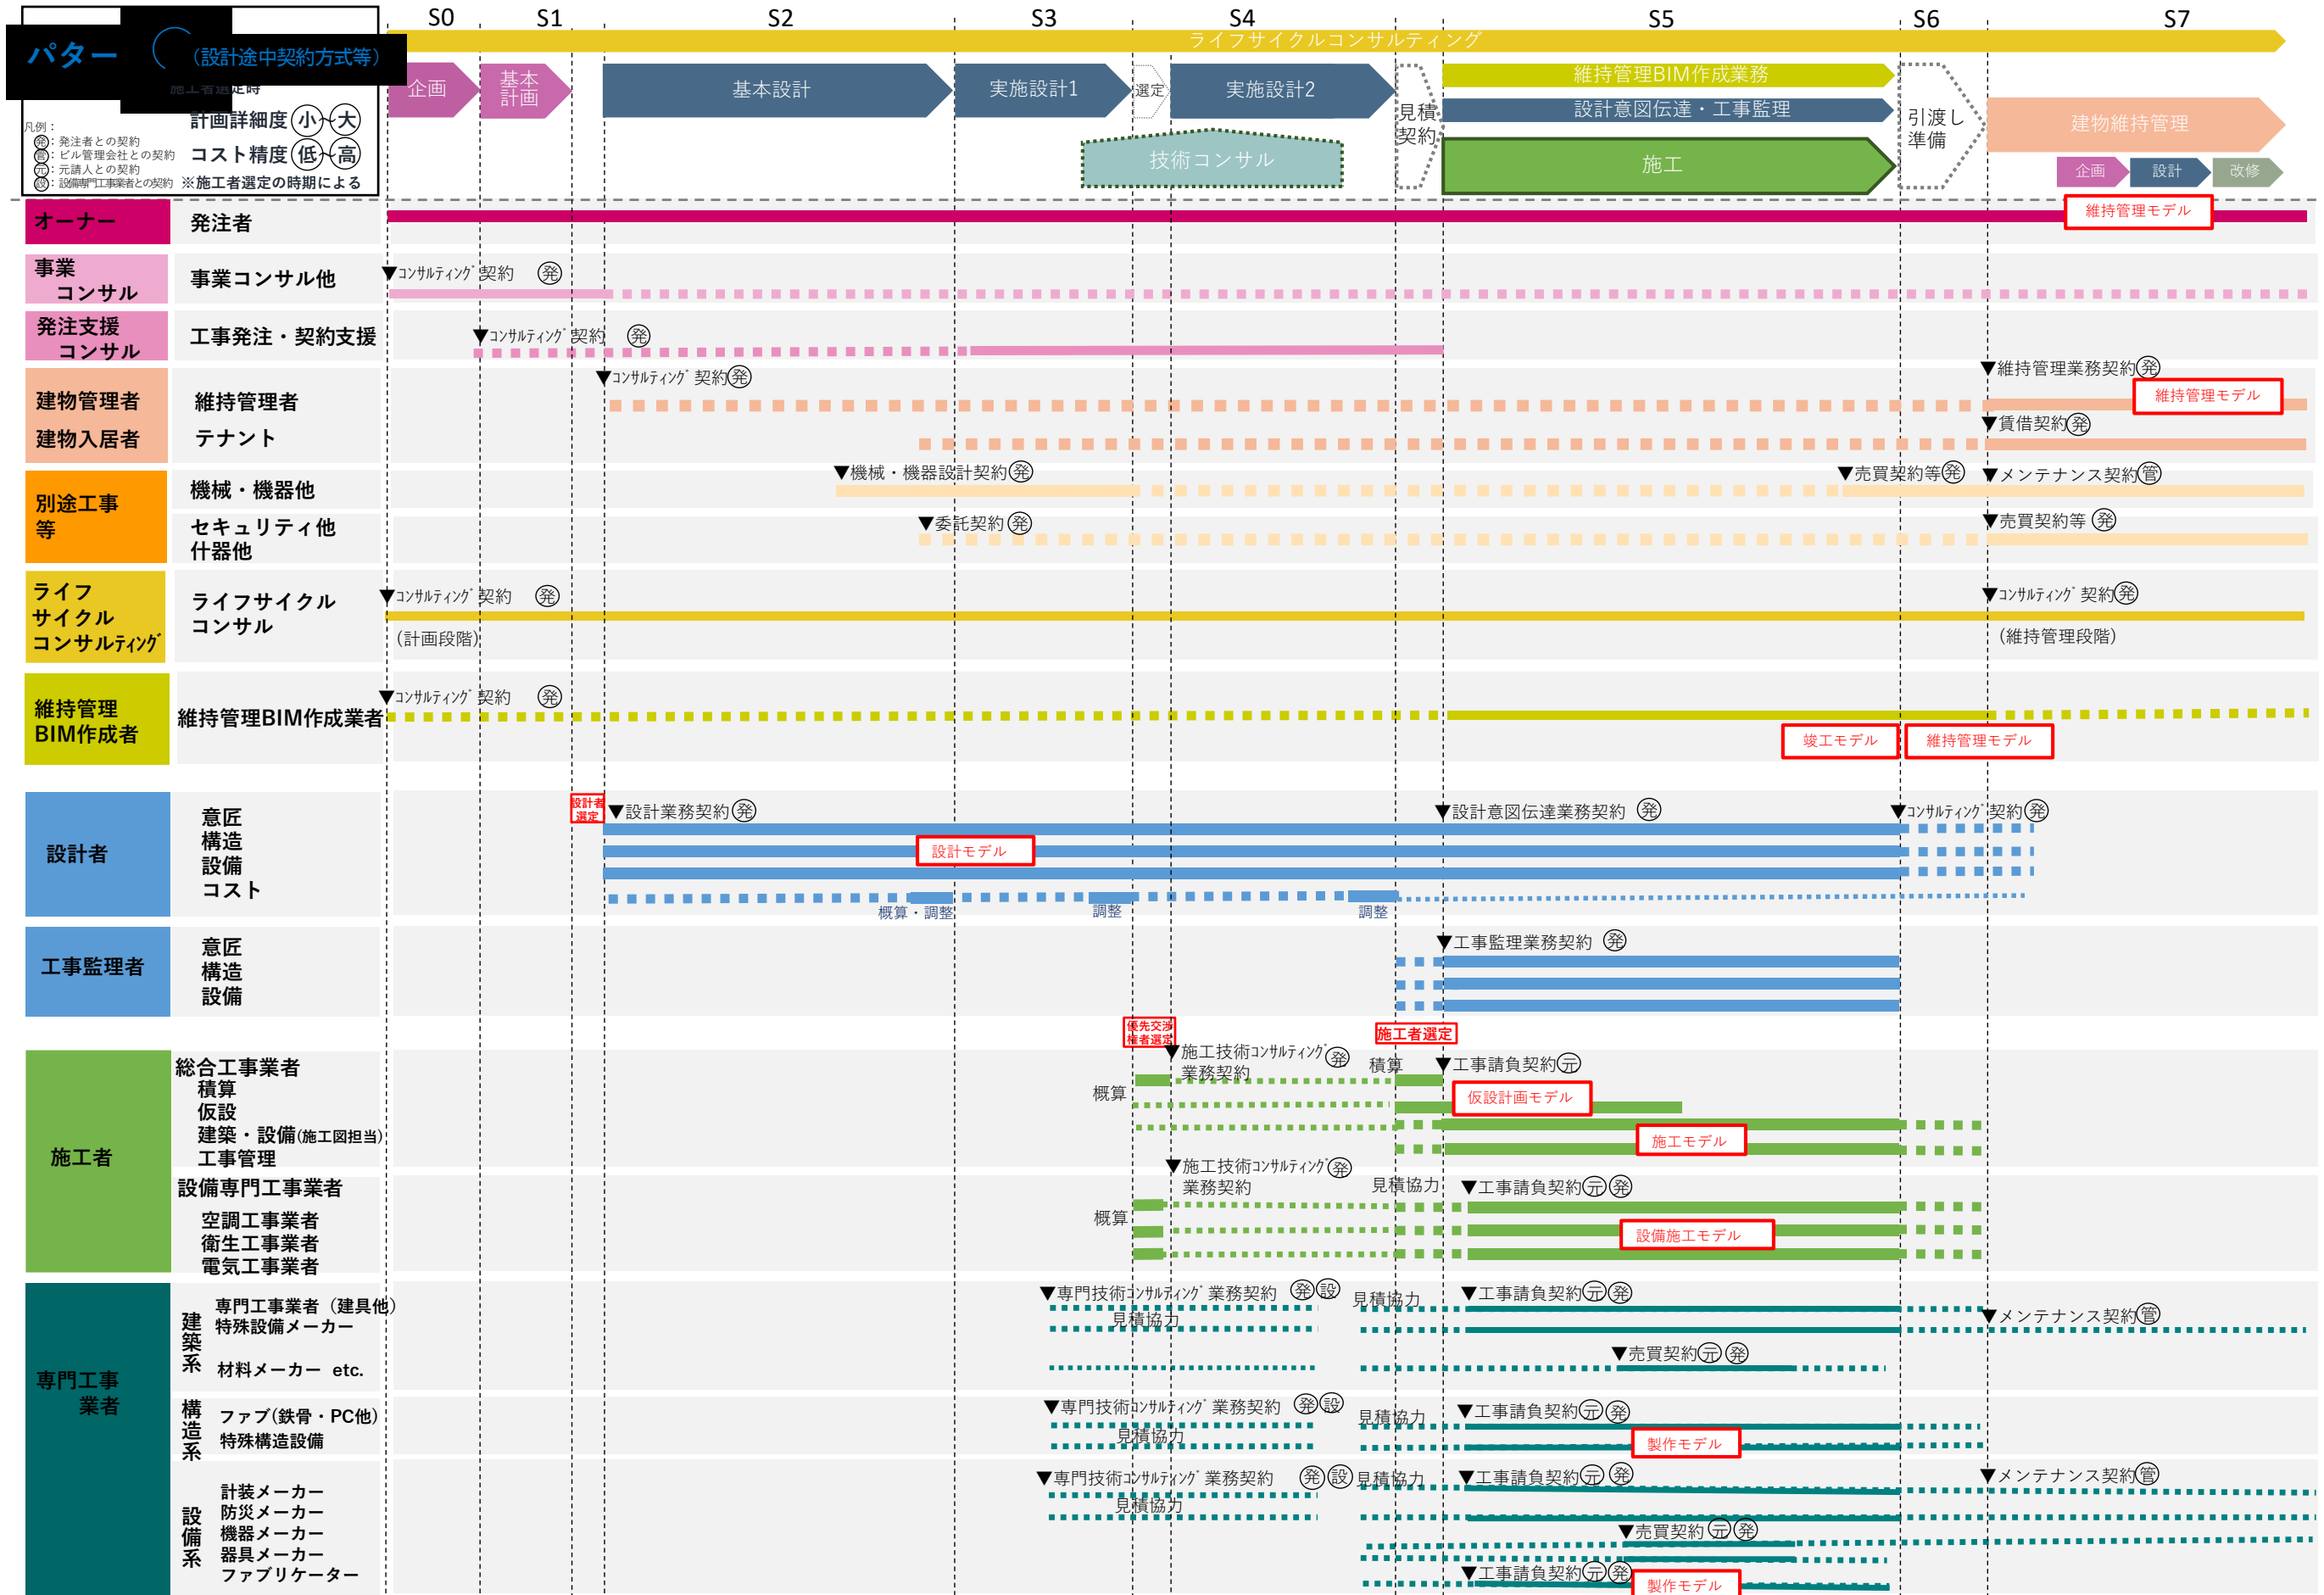 S0 S1 S2 S3 S4 S5 S6 S7
パター
(設計途中契約方式等)
施工者選定時
計画詳細度 小～大
コスト精度 低～高
※施工者選定の時期による
凡例：
発：発注者との契約
管：ビル管理会社との契約
元：元請人との契約
設：設備専門工事業者との契約
ライフサイクルコンサルティング
企画
基本
計画
基本設計
実施設計1
選定
実施設計2
見積
契約
維持管理BIM作成業務
設計意図伝達・工事監理
施工
技術コンサル
引渡し
準備
建物維持管理
企画 設計 改修
オーナー
発注者
維持管理モデル
事業
コンサル
事業コンサル他
▼コンサルティング契約 発
発注支援
コンサル
工事発注・契約支援
▼コンサルティング契約 発
建物管理者
建物入居者
維持管理者
テナント
▼コンサルティング契約 発
▼維持管理業務契約 発
維持管理モデル
▼賃借契約 発
別途工事
等
機械・機器他
▼機械・機器設計契約 発
▼売買契約等 発
▼メンテナンス契約 管
セキュリティ他
什器他
▼委託契約 発
▼売買契約等 発
ライフ
サイクル
コンサルティング
ライフサイクル
コンサル
▼コンサルティング契約 発
(計画段階)
▼コンサルティング契約 発
(維持管理段階)
維持管理
BIM作成者
維持管理BIM作成業者
▼コンサルティング契約 発
竣工モデル
維持管理モデル
設計者
意匠
構造
設備
コスト
設計者
選定
▼設計業務契約 発
設計モデル
▼設計意図伝達業務契約 発
▼コンサルティング契約 発
概算・調整
調整
調整
工事監理者
意匠
構造
設備
▼工事監理業務契約 発
優先交渉
権者選定
施工者選定
施工者
総合工事業者
積算
仮設
建築・設備(施工図担当)
工事管理
概算
▼施工技術コンサルティング
業務契約 発
積算
▼工事請負契約 元
仮設計画モデル
施工モデル
設備専門工事業者
空調工事業者
衛生工事業者
電気工事業者
概算
▼施工技術コンサルティング
業務契約 発
見積協力
▼工事請負契約 元 発
設備施工モデル
専門工事
業者
建築系
専門工事業者（建具他）
特殊設備メーカー
材料メーカー etc.
▼専門技術コンサルティング業務契約 発 設
見積協力
見積協力
▼工事請負契約 元 発
▼メンテナンス契約 管
▼売買契約 元 発
構造系
ファブ(鉄骨・PC他)
特殊構造設備
▼専門技術コンサルティング業務契約 発 設
見積協力
見積協力
▼工事請負契約 元 発
製作モデル
設備系
計装メーカー
防災メーカー
機器メーカー
器具メーカー
ファブリケーター
▼専門技術コンサルティング業務契約 発 設
見積協力
見積協力
▼工事請負契約 元 発
▼メンテナンス契約 管
▼売買契約 元 発
▼工事請負契約 元 発
製作モデル